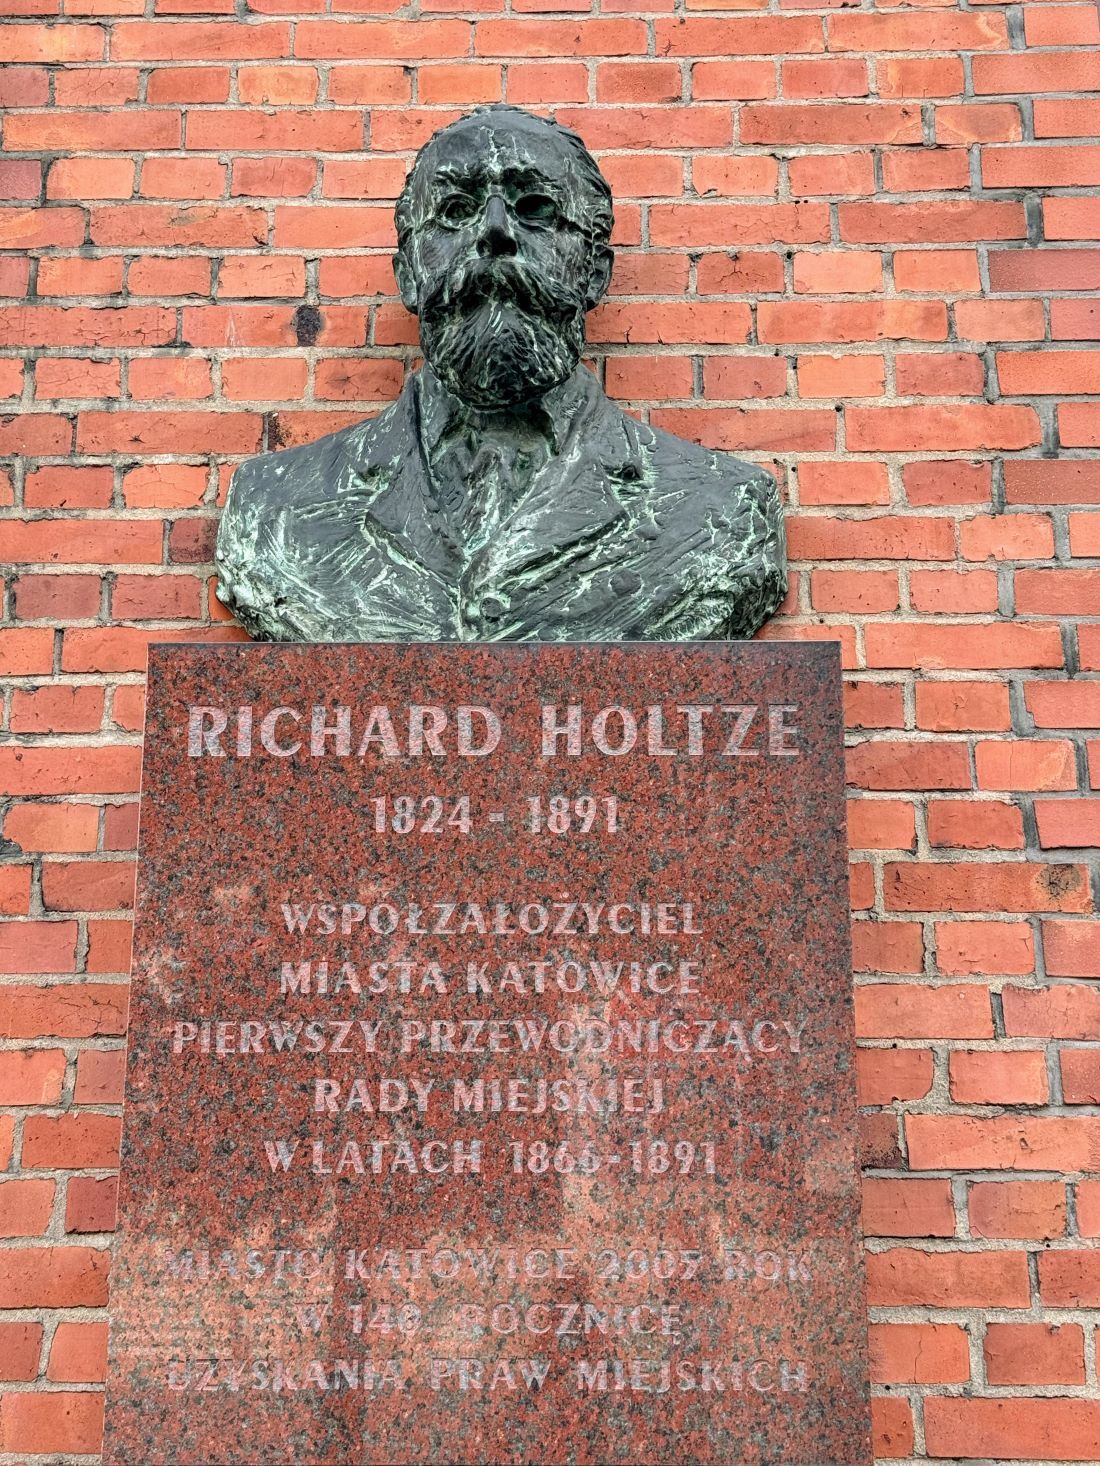 RICHARD HOLTZE
1824 - 1891
WSPÓŁZAŁOŻYCIEL
MIASTA KATOWICE
PIERWSZY PRZEWODNICZĄCY
RADY MIEJSKIEJ
W LATACH 1866-1891
MIASTO KATOWICE 2005 ROK
W 140 ROCZNICĘ
UZYSKANIA PRAW MIEJSKICH